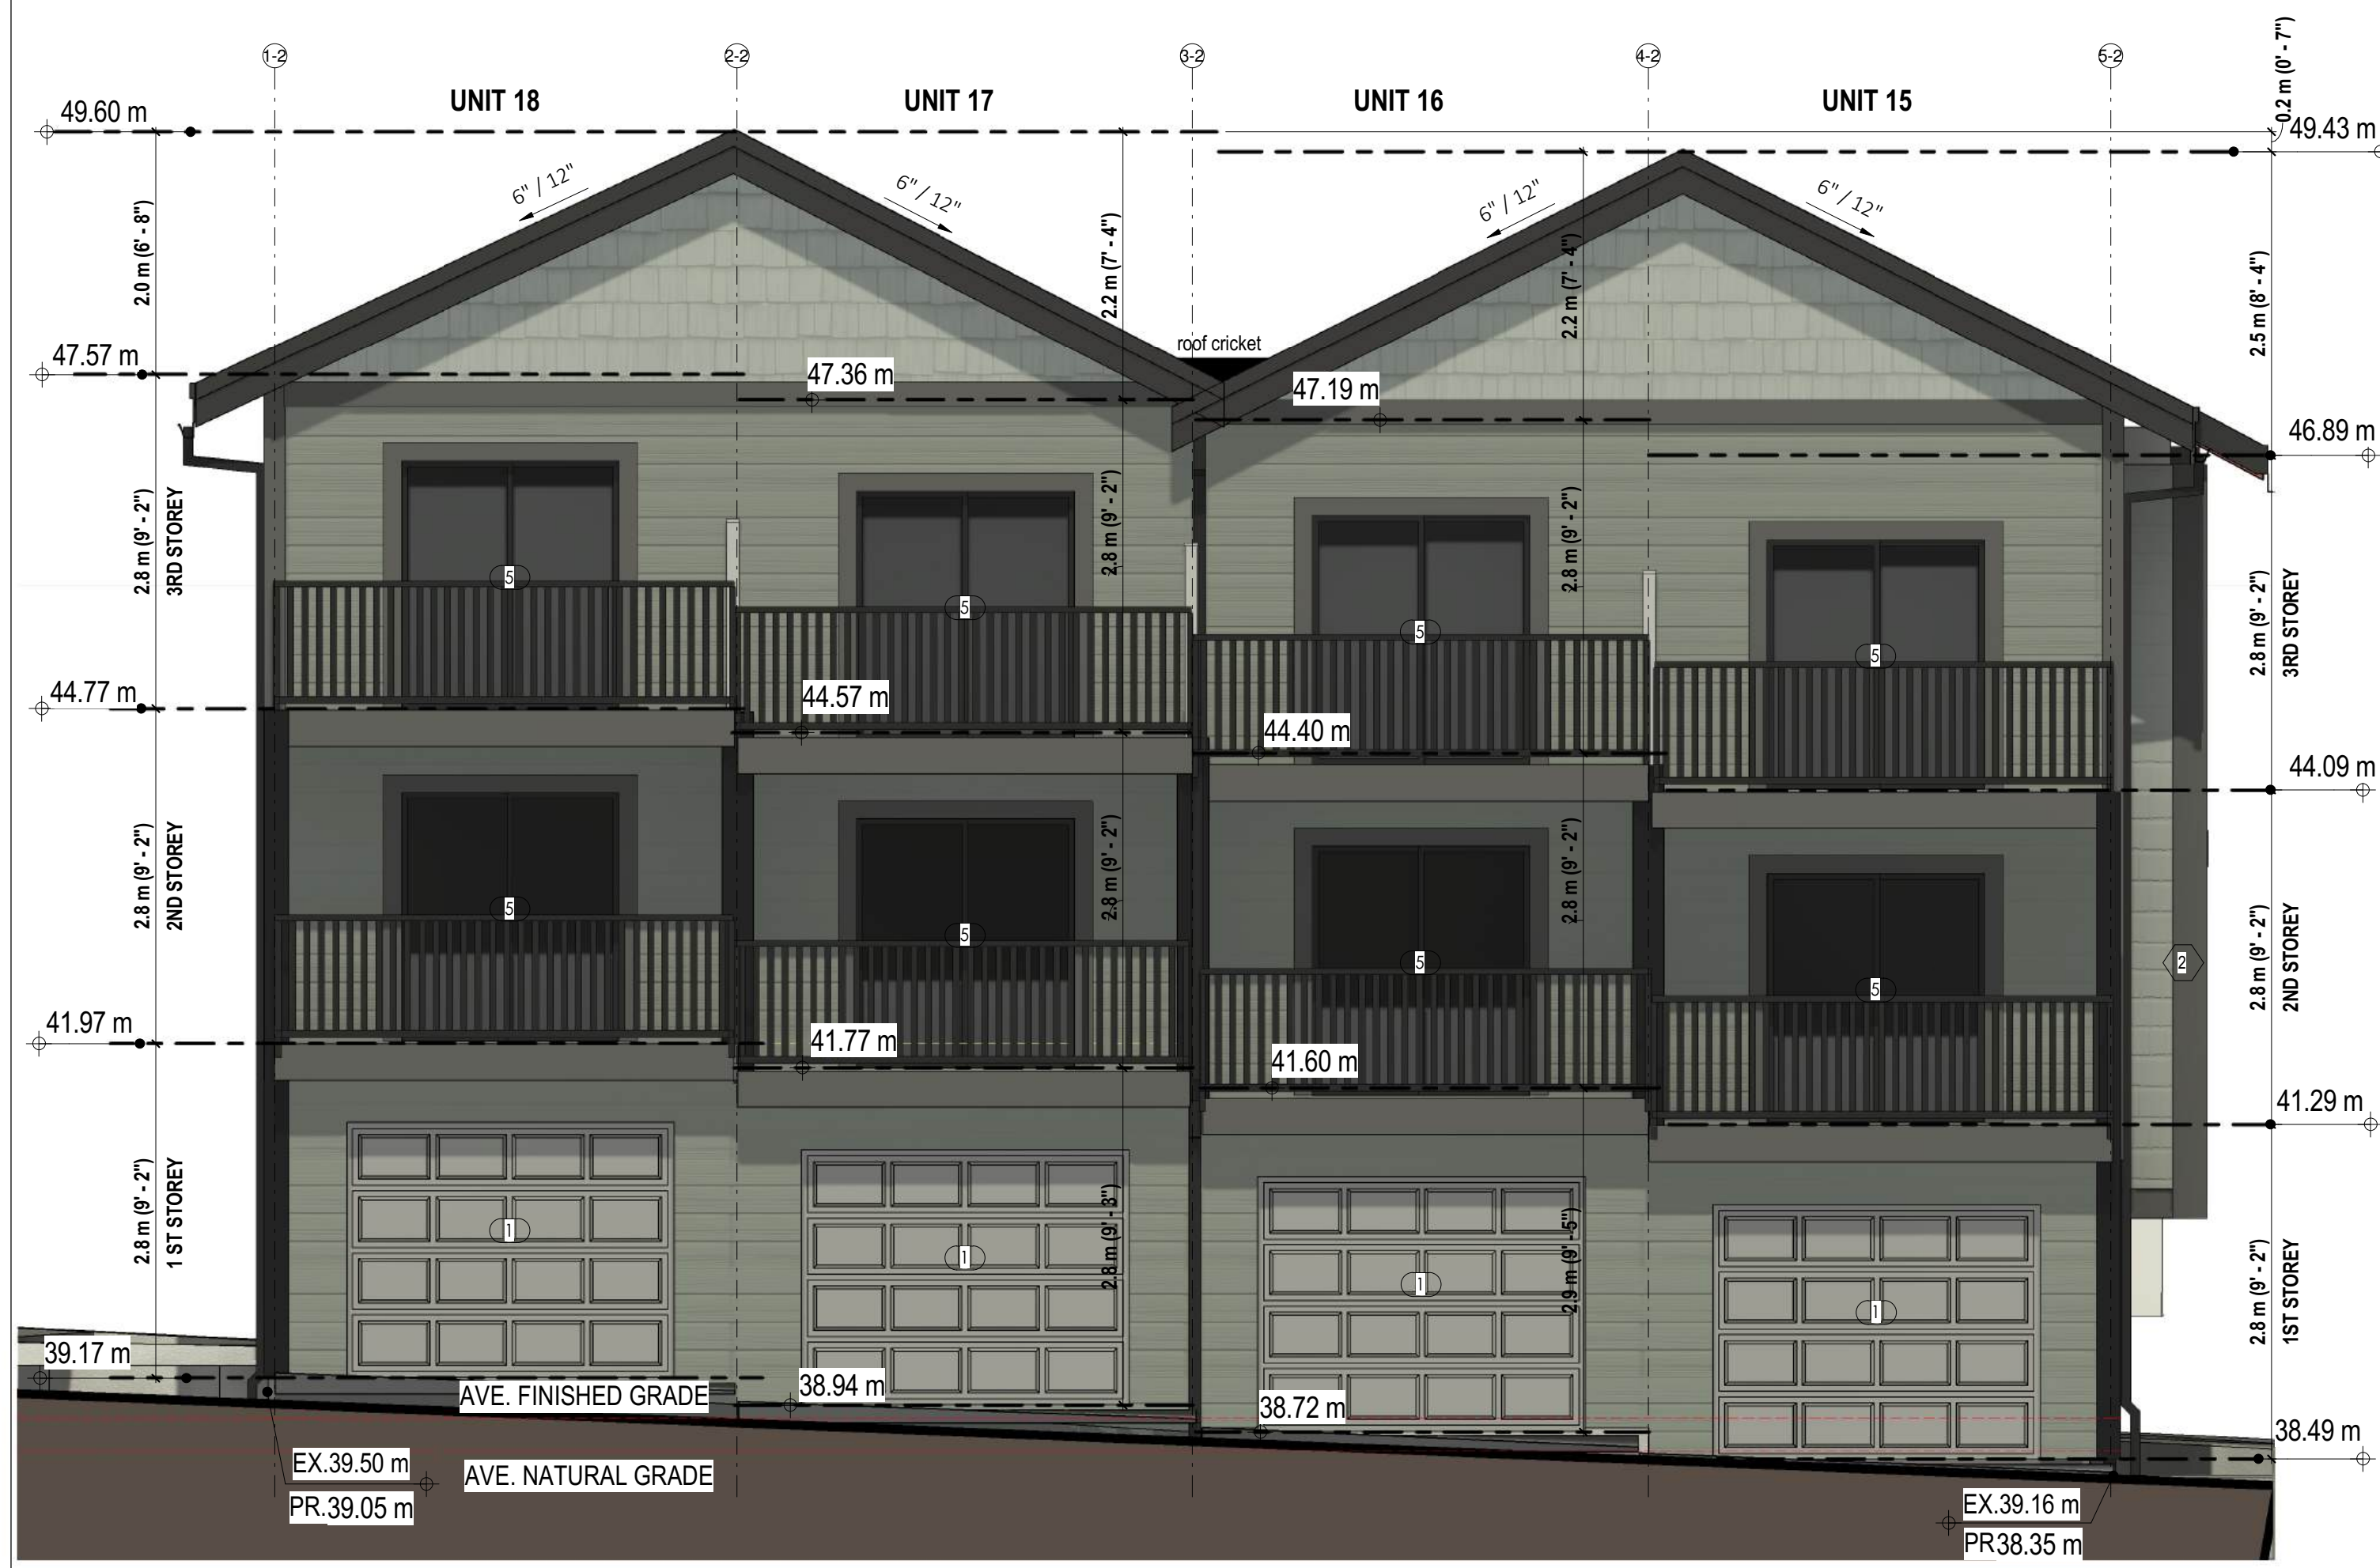 1-2
2-2
3-2
4-2
5-2
UNIT 18
UNIT 17
UNIT 16
UNIT 15
0.2 m (0' - 7")
49.60 m
49.43 m
6" / 12"
6" / 12"
6" / 12"
6" / 12"
2.0 m (6' - 8")
2.2 m (7' - 4")
2.2 m (7' - 4")
2.5 m (8' - 4")
roof cricket
47.57 m
47.36 m
47.19 m
46.89 m
2.8 m (9' - 2")
3RD STOREY
2.8 m (9' - 2")
2.8 m (9' - 2")
2.8 m (9' - 2")
3RD STOREY
5
5
5
5
44.77 m
44.57 m
44.40 m
44.09 m
2.8 m (9' - 2")
2ND STOREY
2.8 m (9' - 2")
2.8 m (9' - 2")
2.8 m (9' - 2")
2ND STOREY
5
5
5
5
2
41.97 m
41.77 m
41.60 m
41.29 m
2.8 m (9' - 2")
1 ST STOREY
2.8 m (9' - 3")
2.9 m (9' - 5")
2.8 m (9' - 2")
1ST STOREY
1
1
1
1
39.17 m
38.94 m
38.72 m
38.49 m
AVE. FINISHED GRADE
AVE. NATURAL GRADE
EX.39.50 m
PR.39.05 m
EX.39.16 m
PR38.35 m